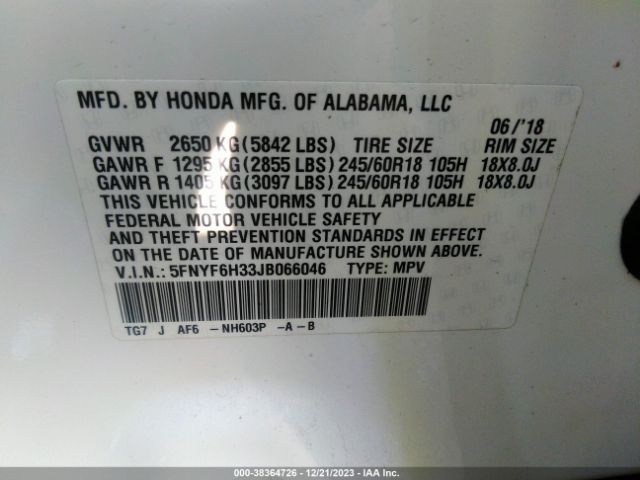 MFD. BY HONDA MFG. OF ALABAMA, LLC
06/'18
GVWR 2650 KG(5842 LBS) TIRE SIZE RIM SIZE
GAWR F 1295 KG(2855 LBS) 245/60R18 105H 18X8.0J
GAWR R 1405 KG(3097 LBS) 245/60R18 105H 18X8.0J
THIS VEHICLE CONFORMS TO ALL APPLICABLE
FEDERAL MOTOR VEHICLE SAFETY
AND THEFT PREVENTION STANDARDS IN EFFECT
ON THE DATE OF MANUFACTURE SHOWN ABOVE.
V.I.N.: 5FNYF6H33JB066046 TYPE: MPV
TG7 J AF6 -NH603P -A-B
000-38364726 - 12/21/2023 - IAA Inc.